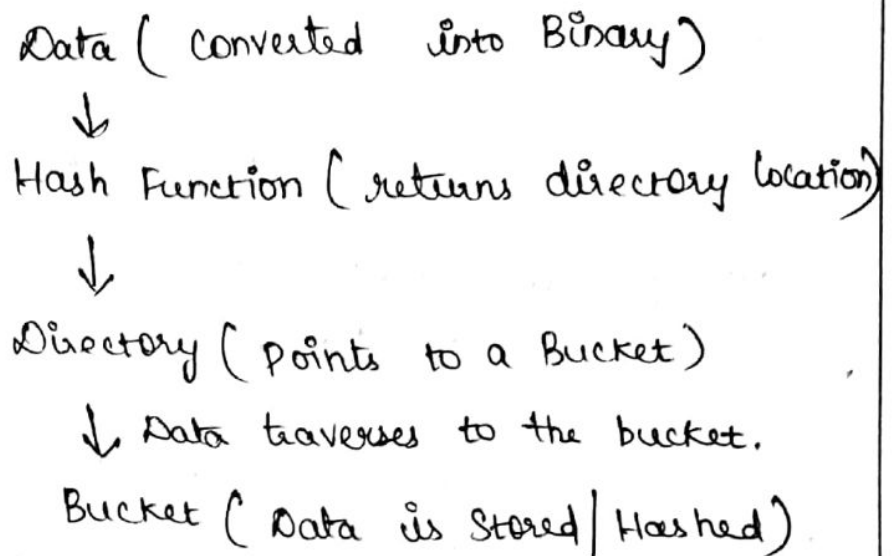 Data ( converted into Binary)
↓
Hash Function ( returns directory location)
↓
Directory ( Points to a Bucket)
↓ Data traverses to the bucket.
Bucket ( Data is Stored | Hashed)